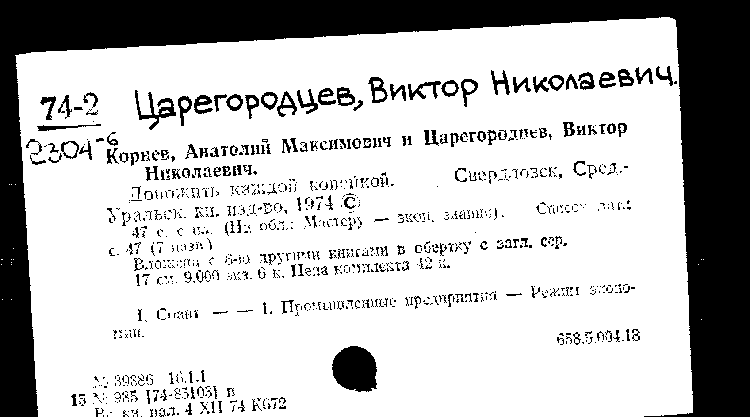 74-2 Царегородцев, Виктор Николаевич.
2304-6
Корнев, Анатолий Максимович и Царегородцев, Виктор
Николаевич.
Дорожить каждой копейкой. Свердловск, Сред.-
Уральск. кн. изд-во, 1974 ©
47 с. с ил. (На обл.: Мастеру — экон. знания). Список лит.:
с. 47 (7 назв.)
Вложена с 6-ю другими книгами в обертку с загл. сер.
17 см. 9.000 экз. 6 к. Цена комплекта 42 к.
1. Соавт — — 1. Промышленные предприятия — Режим эконо-
мии.
658.5.004.18
№ 39886 16.1.1
15 № 985 [74-83103] п
Вс. кн. пал. 4 XII 74 К672